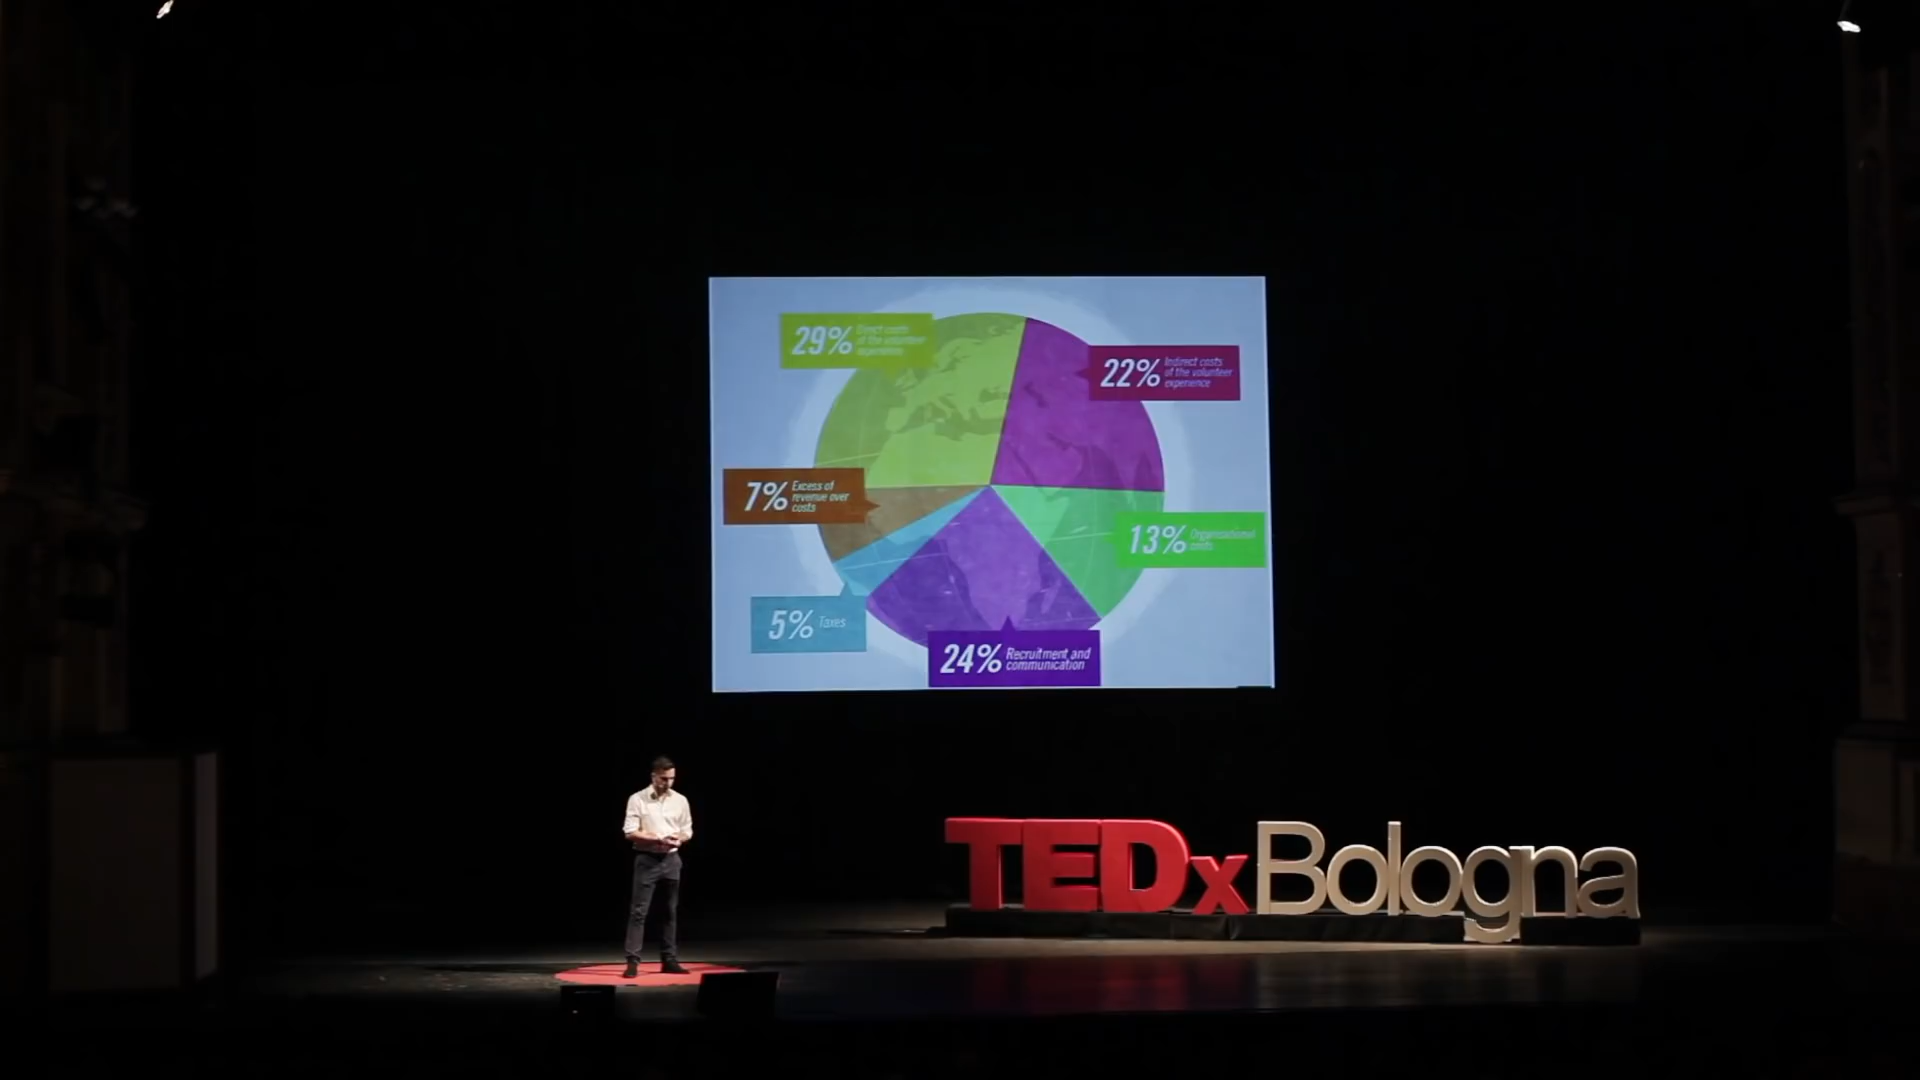 29%
Direct costs
of the volunteer
experience
22%
Indirect costs
of the volunteer
experience
7%
Excess of
revenue over
costs
13%
Organizational
costs
5%
Taxes
24%
Recruitment and
communication
TEDxBologna